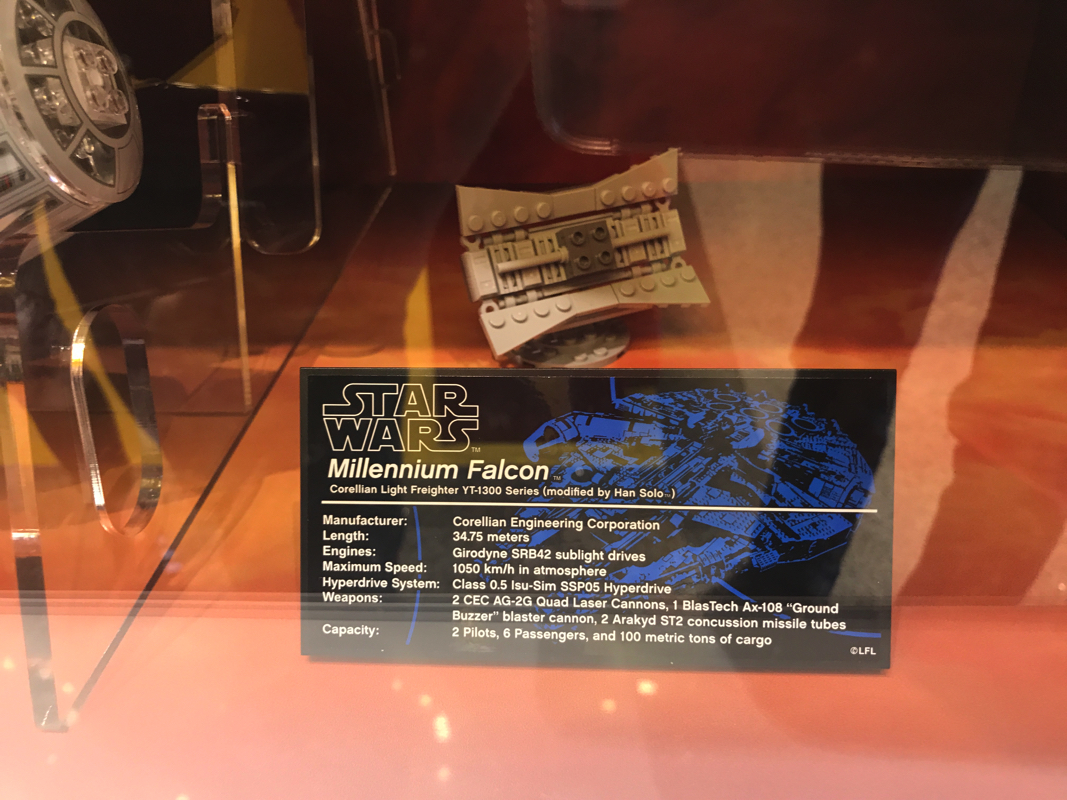 STAR
WARS™
Millennium Falcon™
Corellian Light Freighter YT-1300 Series (modified by Han Solo™)
Manufacturer: Corellian Engineering Corporation
Length: 34.75 meters
Engines: Girodyne SRB42 sublight drives
Maximum Speed: 1050 km/h in atmosphere
Hyperdrive System: Class 0.5 Isu-Sim SSP05 Hyperdrive
Weapons: 2 CEC AG-2G Quad Laser Cannons, 1 BlasTech Ax-108 “Ground
Buzzer” blaster cannon, 2 Arakyd ST2 concussion missile tubes
Capacity: 2 Pilots, 6 Passengers, and 100 metric tons of cargo
©LFL